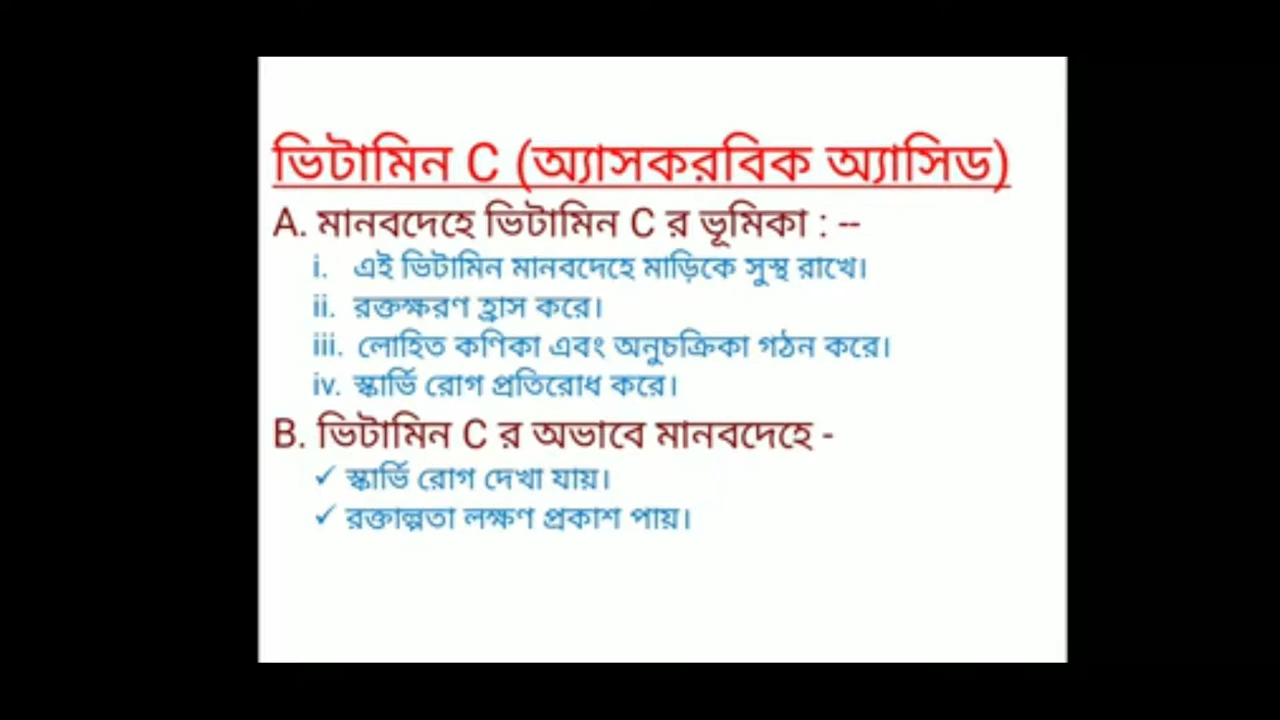 ভিটামিন C (অ্যাসকরবিক অ্যাসিড)
A. মানবদেহে ভিটামিন C র ভূমিকা : --
i. এই ভিটামিন মানবদেহে মাড়িকে সুস্থ রাখে।
ii. রক্তক্ষরণ হ্রাস করে।
iii. লোহিত কণিকা এবং অনুচক্রিকা গঠন করে।
iv. স্কার্ভি রোগ প্রতিরোধ করে।
B. ভিটামিন C র অভাবে মানবদেহে -
✓ স্কার্ভি রোগ দেখা যায়।
✓ রক্তাল্পতা লক্ষণ প্রকাশ পায়।